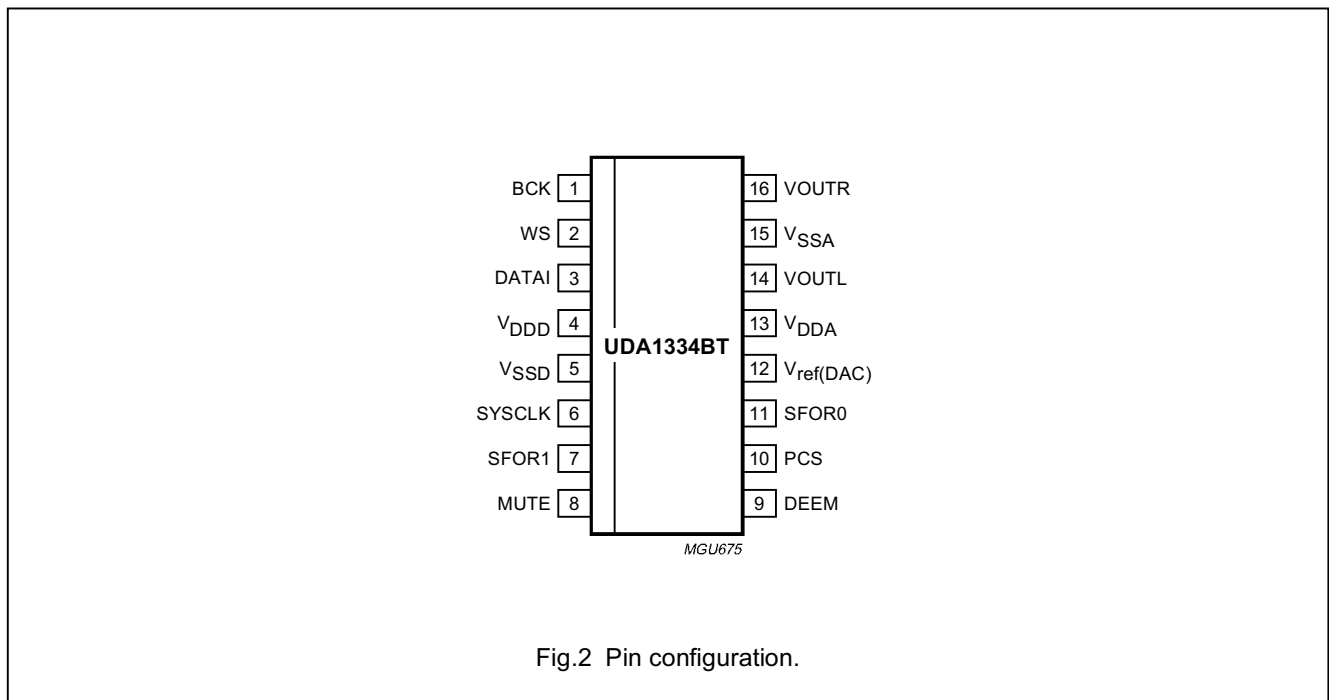 BCK 1
WS 2
DATAI 3
VDDD 4
VSSD 5
SYSCLK 6
SFOR1 7
MUTE 8
UDA1334BT
16 VOUTR
15 VSSA
14 VOUTL
13 VDDA
12 Vref(DAC)
11 SFOR0
10 PCS
9 DEEM
MGU675
Fig.2 Pin configuration.